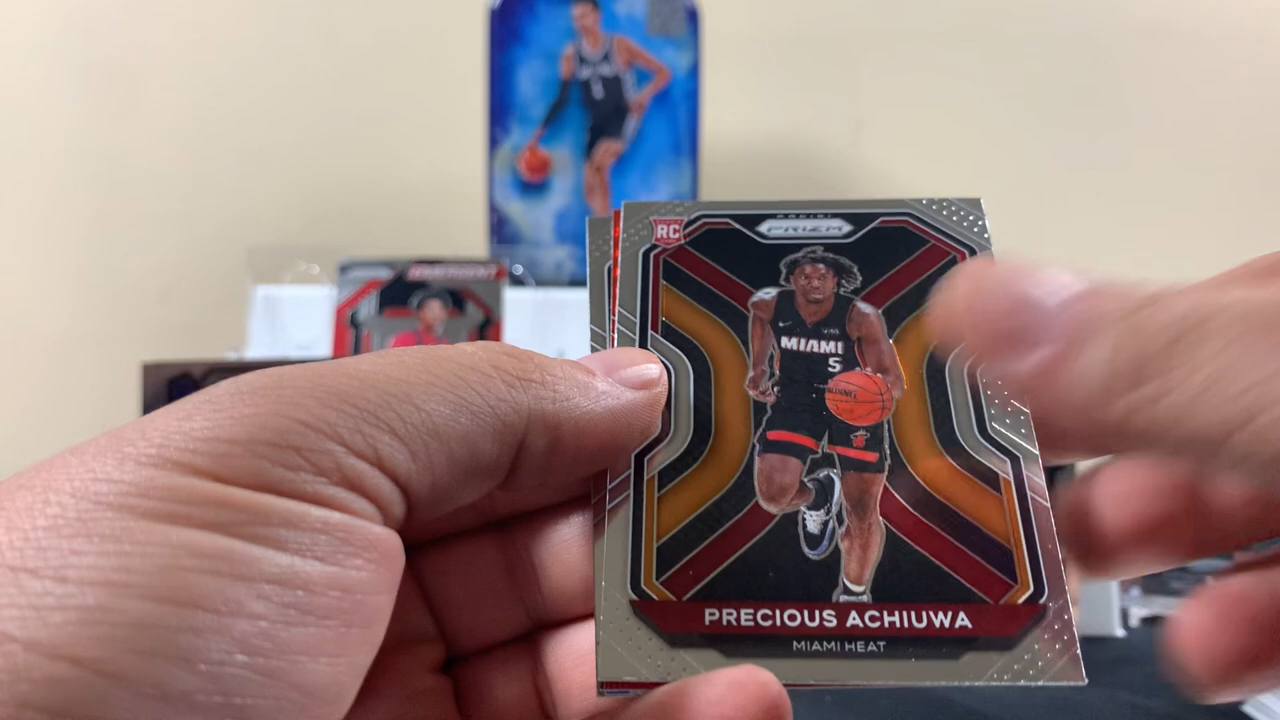 PANINI
PRIZM
RC
MIAMI
5
PRECIOUS ACHIUWA
MIAMI HEAT